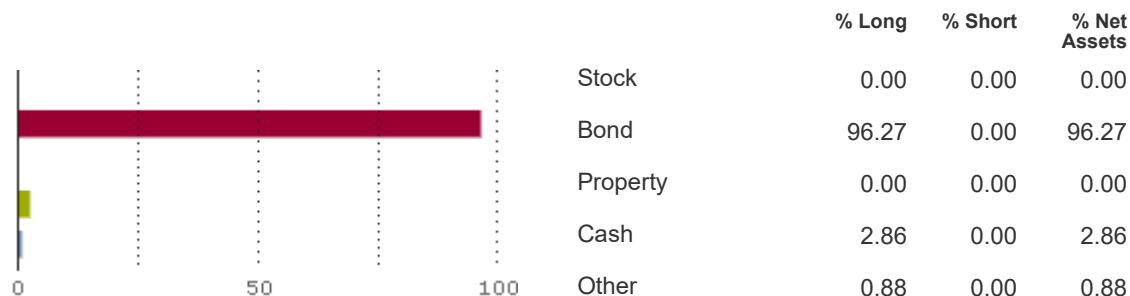 % Long % Short % Net
Assets
Stock 0.00 0.00 0.00
Bond 96.27 0.00 96.27
Property 0.00 0.00 0.00
Cash 2.86 0.00 2.86
Other 0.88 0.00 0.88
0 50 100